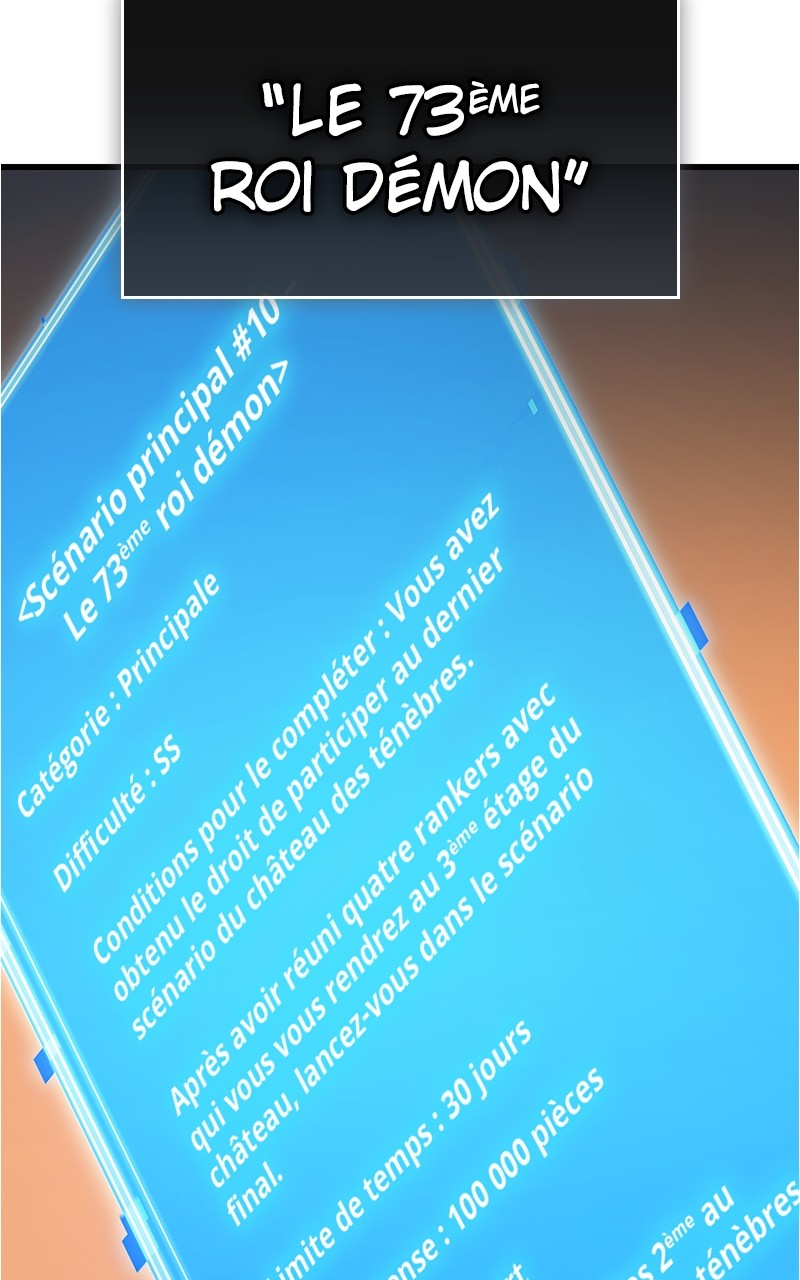 "LE 73ÈME
ROI DÉMON"
<Scénario principal #10 –
Le 73ème roi démon>
Catégorie : Principale
Difficulté : SS
Conditions pour le compléter : Vous avez
obtenu le droit de participer au dernier
scénario du château des ténèbres.
Après avoir réuni quatre rankers avec
qui vous vous rendrez au 3ème étage du
château, lancez-vous dans le scénario
final.
Limite de temps : 30 jours
: 100 000 pièces
2ème au
ténèbres